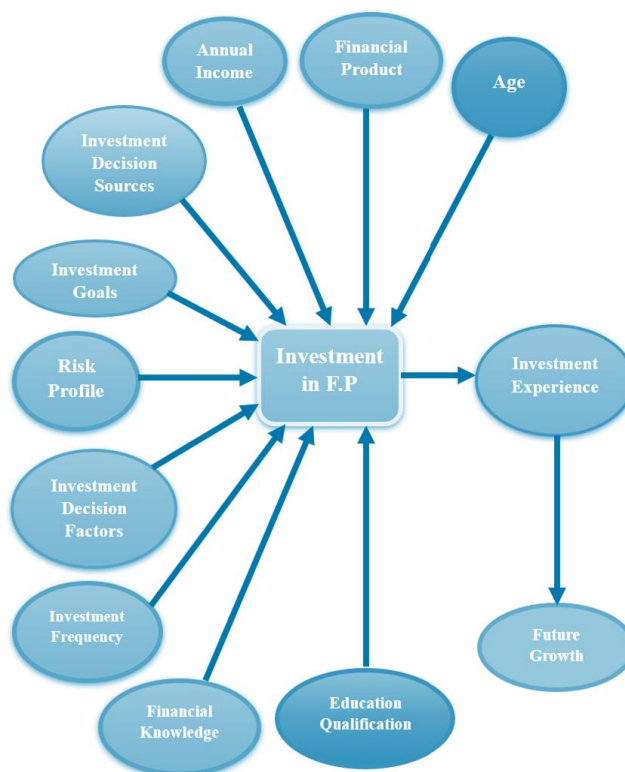 Annual
Income
Financial
Product
Age
Investment
Decision
Sources
Investment
Goals
Risk
Profile
Investment
in F.P
Investment
Experience
Investment
Decision
Factors
Investment
Frequency
Financial
Knowledge
Education
Qualification
Future
Growth